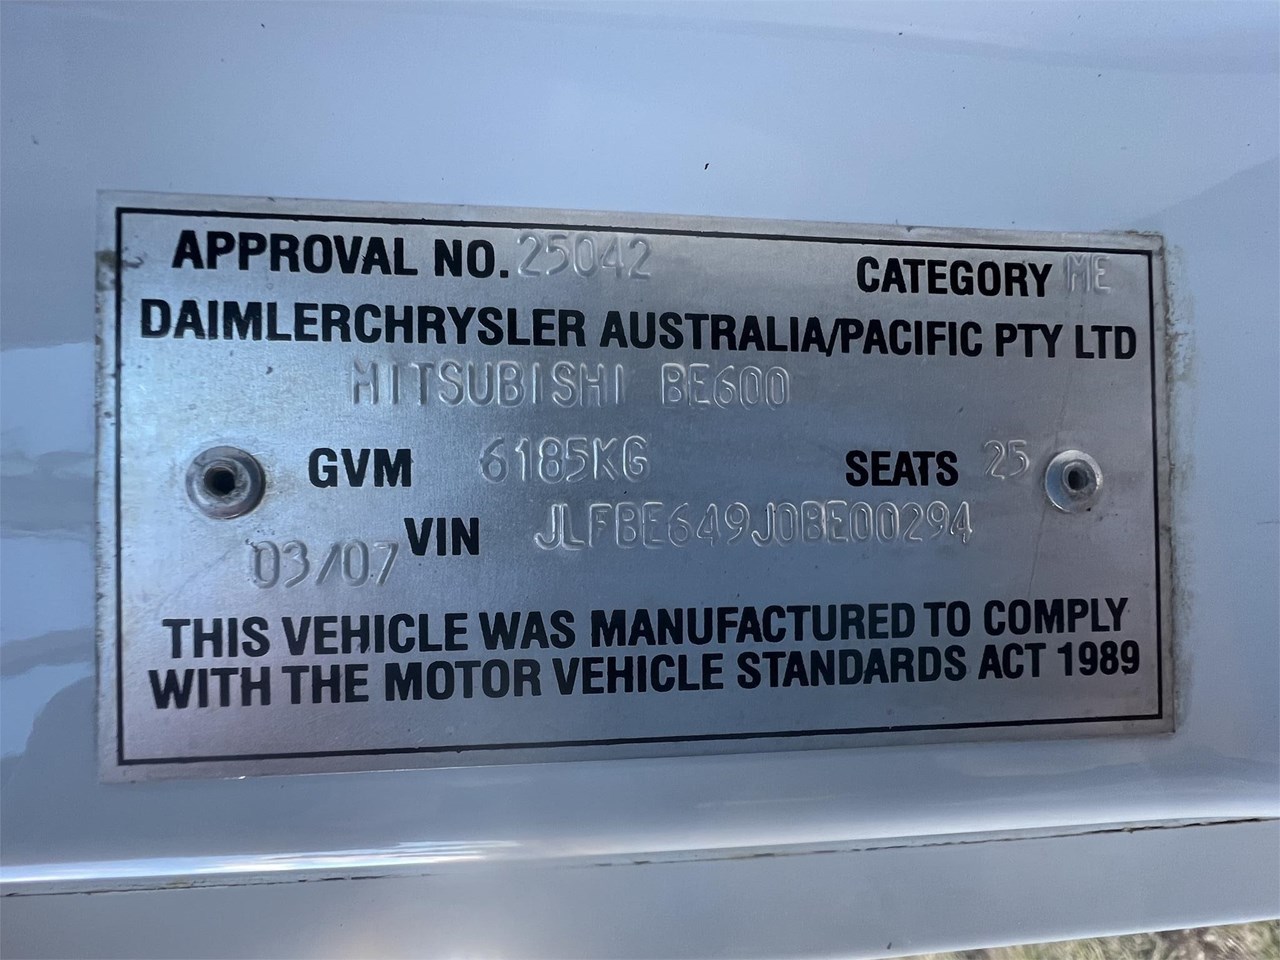 APPROVAL NO. 25042 CATEGORY ME
DAIMLERCHRYSLER AUSTRALIA/PACIFIC PTY LTD
MITSUBISHI BE600
GVM 6185KG SEATS 25
VIN JLFBE649J0BE00294
03/07
THIS VEHICLE WAS MANUFACTURED TO COMPLY
WITH THE MOTOR VEHICLE STANDARDS ACT 1989